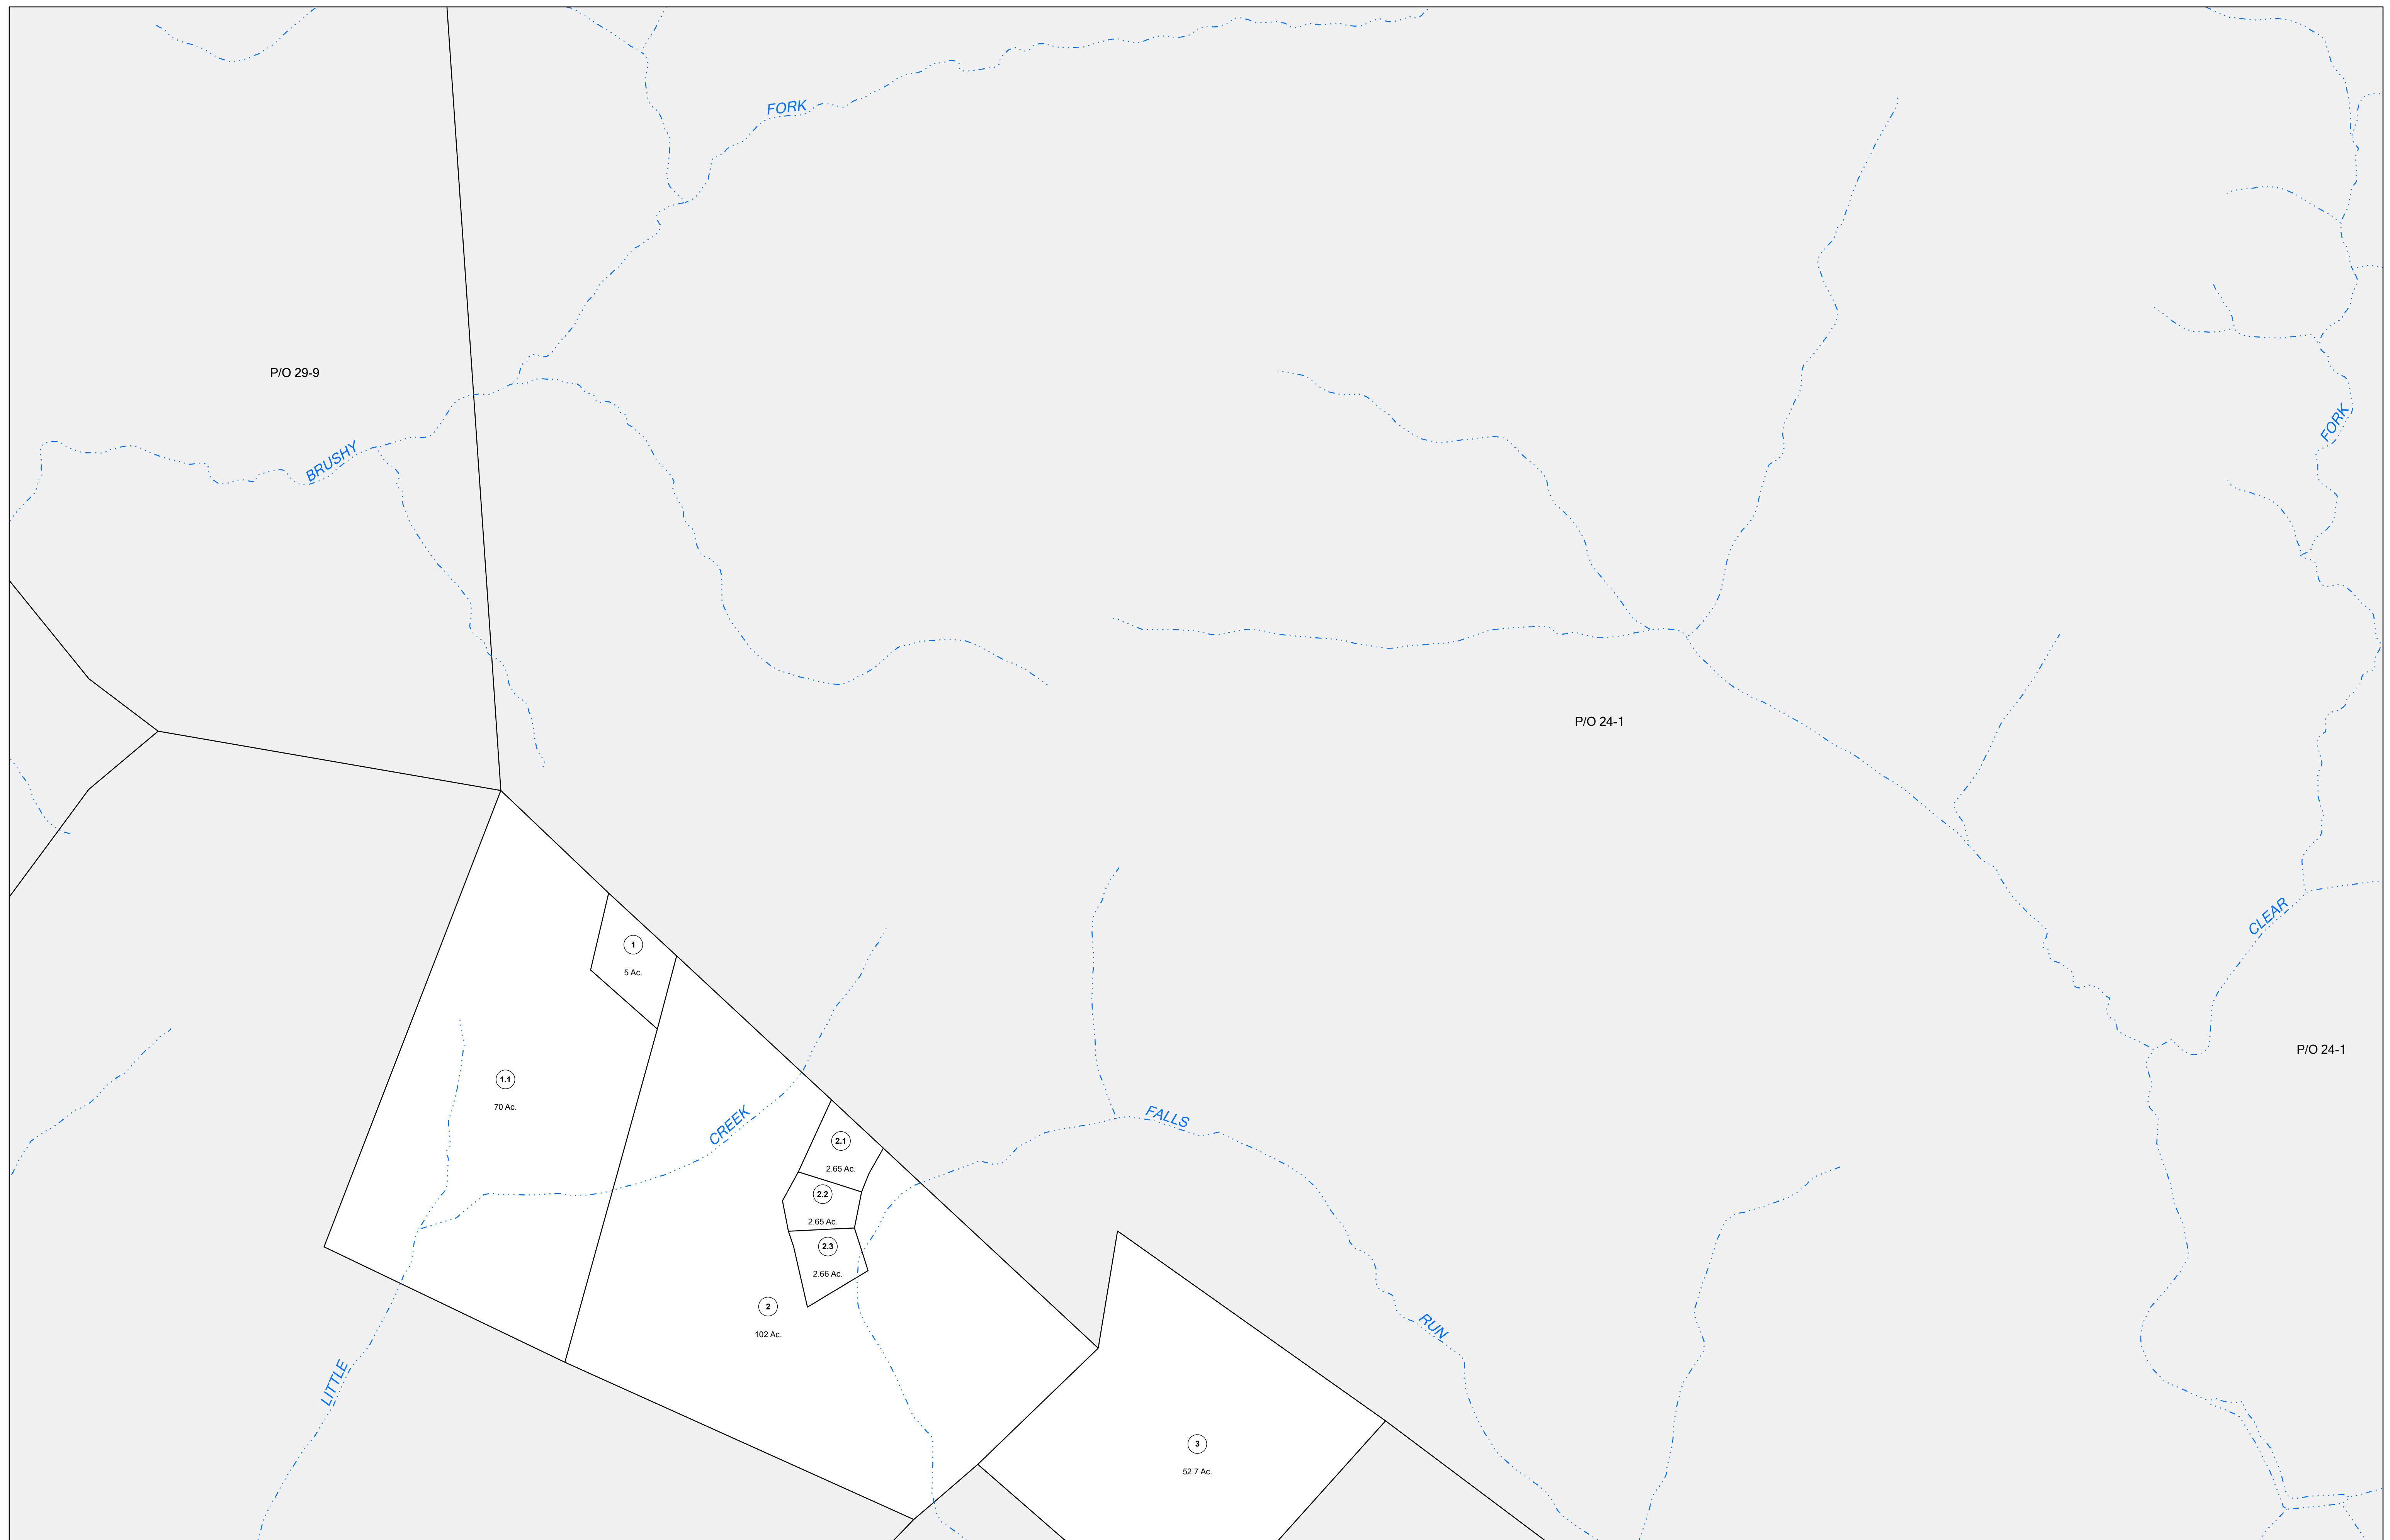 FORK
P/O 29-9
BRUSHY
FORK
P/O 24-1
CLEAR
1
5 Ac.
P/O 24-1
1.1
70 Ac.
CREEK
FALLS
2.1
2.65 Ac.
2.2
2.65 Ac.
2.3
2.66 Ac.
2
102 Ac.
RUN
LITTLE
3
52.7 Ac.